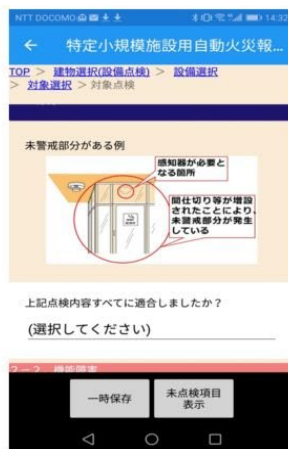 NTT DOCOMO
14:32
← 特定小規模施設用自動火災報...
TOP > 建物選択(設備点検) > 設備選択
> 対象選択 > 対象点検
未警戒部分がある例
感知器が必要と
なる箇所
間仕切り等が増設
されたことにより、
未警戒部分が発生
している
上記点検内容すべてに適合しましたか？
(選択してください)
2－2．機能障害
一時保存
未点検項目
表示